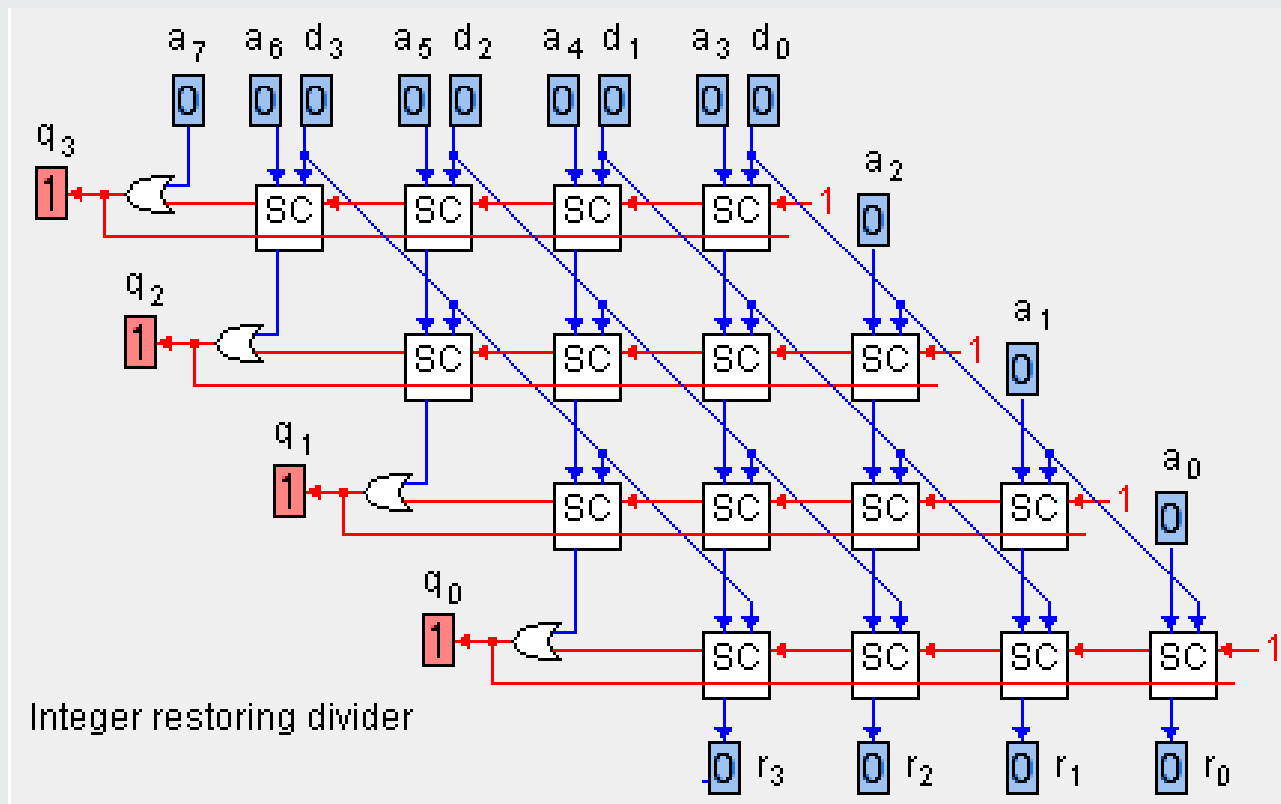 a7 a6 d3 a5 d2 a4 d1 a3 d0
0 0 0 0 0 0 0 0 0
q3
1
a2
SC SC SC SC 1
0
q2
1
a1
SC SC SC SC 1
0
q1
1
a0
SC SC SC SC 1
0
q0
1
SC SC SC SC 1
Integer restoring divider
0 r3 0 r2 0 r1 0 r0